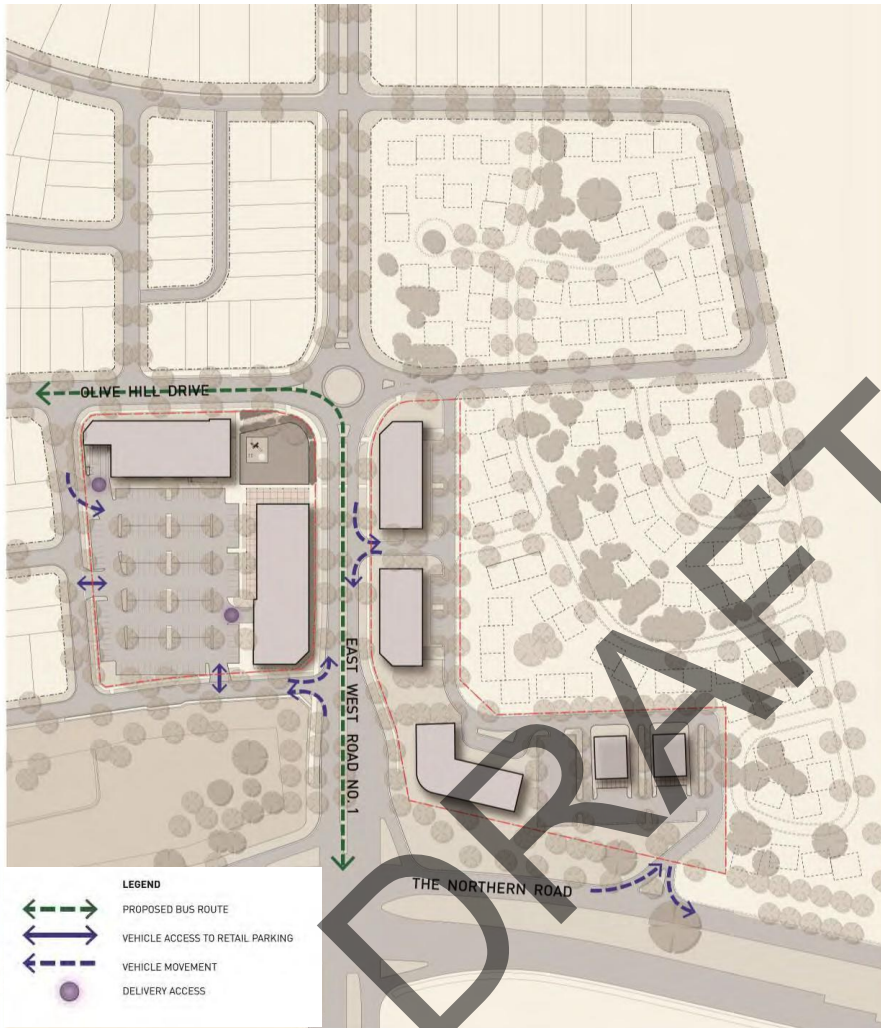 OLIVE HILL DRIVE
EAST WEST ROAD NO. 1
THE NORTHERN ROAD
DRAFT
LEGEND
PROPOSED BUS ROUTE
VEHICLE ACCESS TO RETAIL PARKING
VEHICLE MOVEMENT
DELIVERY ACCESS